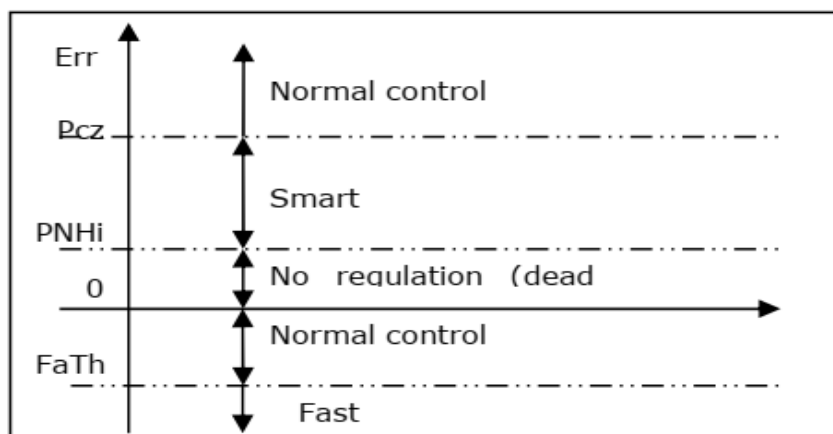 Err
Normal control
Pcz
Smart
PNHi
No regulation (dead
0
Normal control
FaTh
Fast